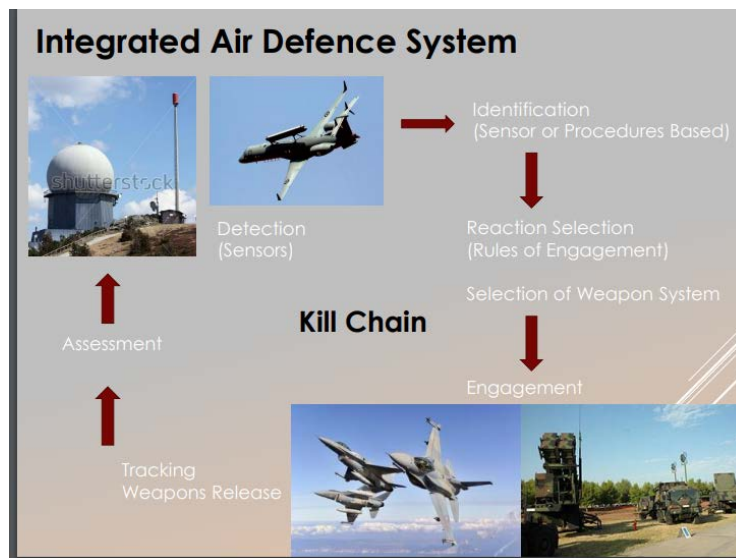 Integrated Air Defence System
shutterstock
Detection
(Sensors)
Identification
(Sensor or Procedures Based)
Reaction Selection
(Rules of Engagement)
Selection of Weapon System
Kill Chain
Engagement
Tracking
Weapons Release
Assessment